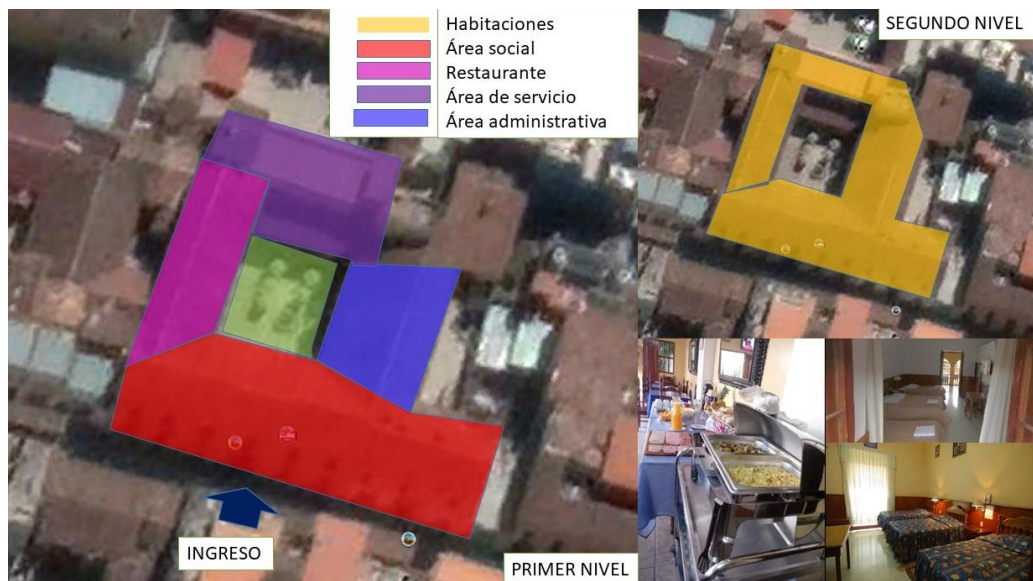 Habitaciones
Área social
Restaurante
Área de servicio
Área administrativa
SEGUNDO NIVEL
INGRESO
PRIMER NIVEL